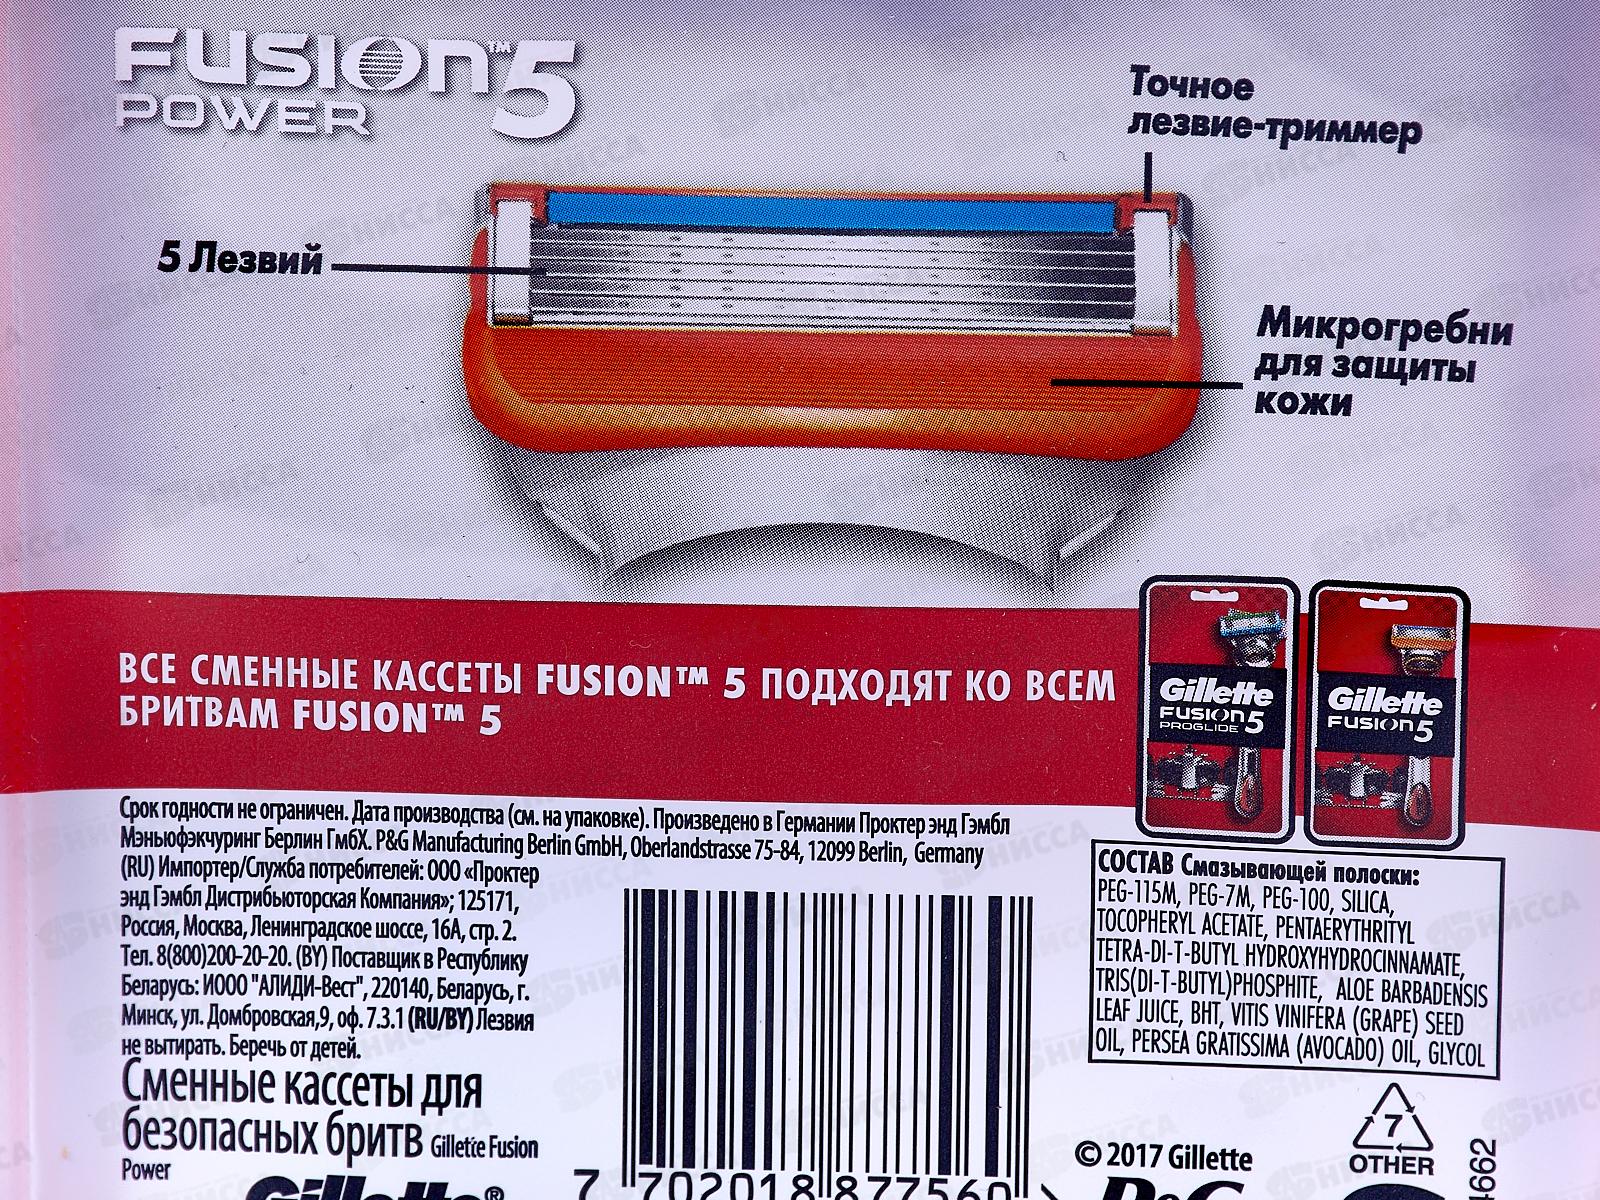 FUSION™5
POWER
Точное
лезвие-триммер
5 Лезвий
Микрогребни
для защиты
кожи
ВСЕ СМЕННЫЕ КАССЕТЫ FUSION™ 5 ПОДХОДЯТ КО ВСЕМ
БРИТВАМ FUSION™ 5
Gillette
FUSION5
PROGLIDE
Gillette
FUSION5
Срок годности не ограничен. Дата производства (см. на упаковке). Произведено в Германии Проктер энд Гэмбл
Мэньюфэкчуринг Берлин ГмбХ. P&G Manufacturing Berlin GmbH, Oberlandstrasse 75-84, 12099 Berlin, Germany
(RU) Импортер/Служба потребителей: ООО «Проктер
энд Гэмбл Дистрибьюторская Компания»; 125171,
Россия, Москва, Ленинградское шоссе, 16А, стр. 2.
Тел. 8(800)200-20-20. (BY) Поставщик в Республику
Беларусь: ИООО "АЛИДИ-Вест", 220140, Беларусь, г.
Минск, ул. Домбровская,9, оф. 7.3.1 (RU/BY) Лезвия
не вытирать. Беречь от детей.
Сменные кассеты для
безопасных бритв Gillette Fusion
Power
Gillette®
7 702018 877560 >
СОСТАВ Смазывающей полоски:
PEG-115M, PEG-7M, PEG-100, SILICA,
TOCOPHERYL ACETATE, PENTAERYTHRITYL
TETRA-DI-T-BUTYL HYDROXYHYDROCINNAMATE,
TRIS(DI-T-BUTYL)PHOSPHITE, ALOE BARBADENSIS
LEAF JUICE, BHT, VITIS VINIFERA (GRAPE) SEED
OIL, PERSEA GRATISSIMA (AVOCADO) OIL, GLYCOL
7
OTHER
© 2017 Gillette
P&G
4662
НИССА